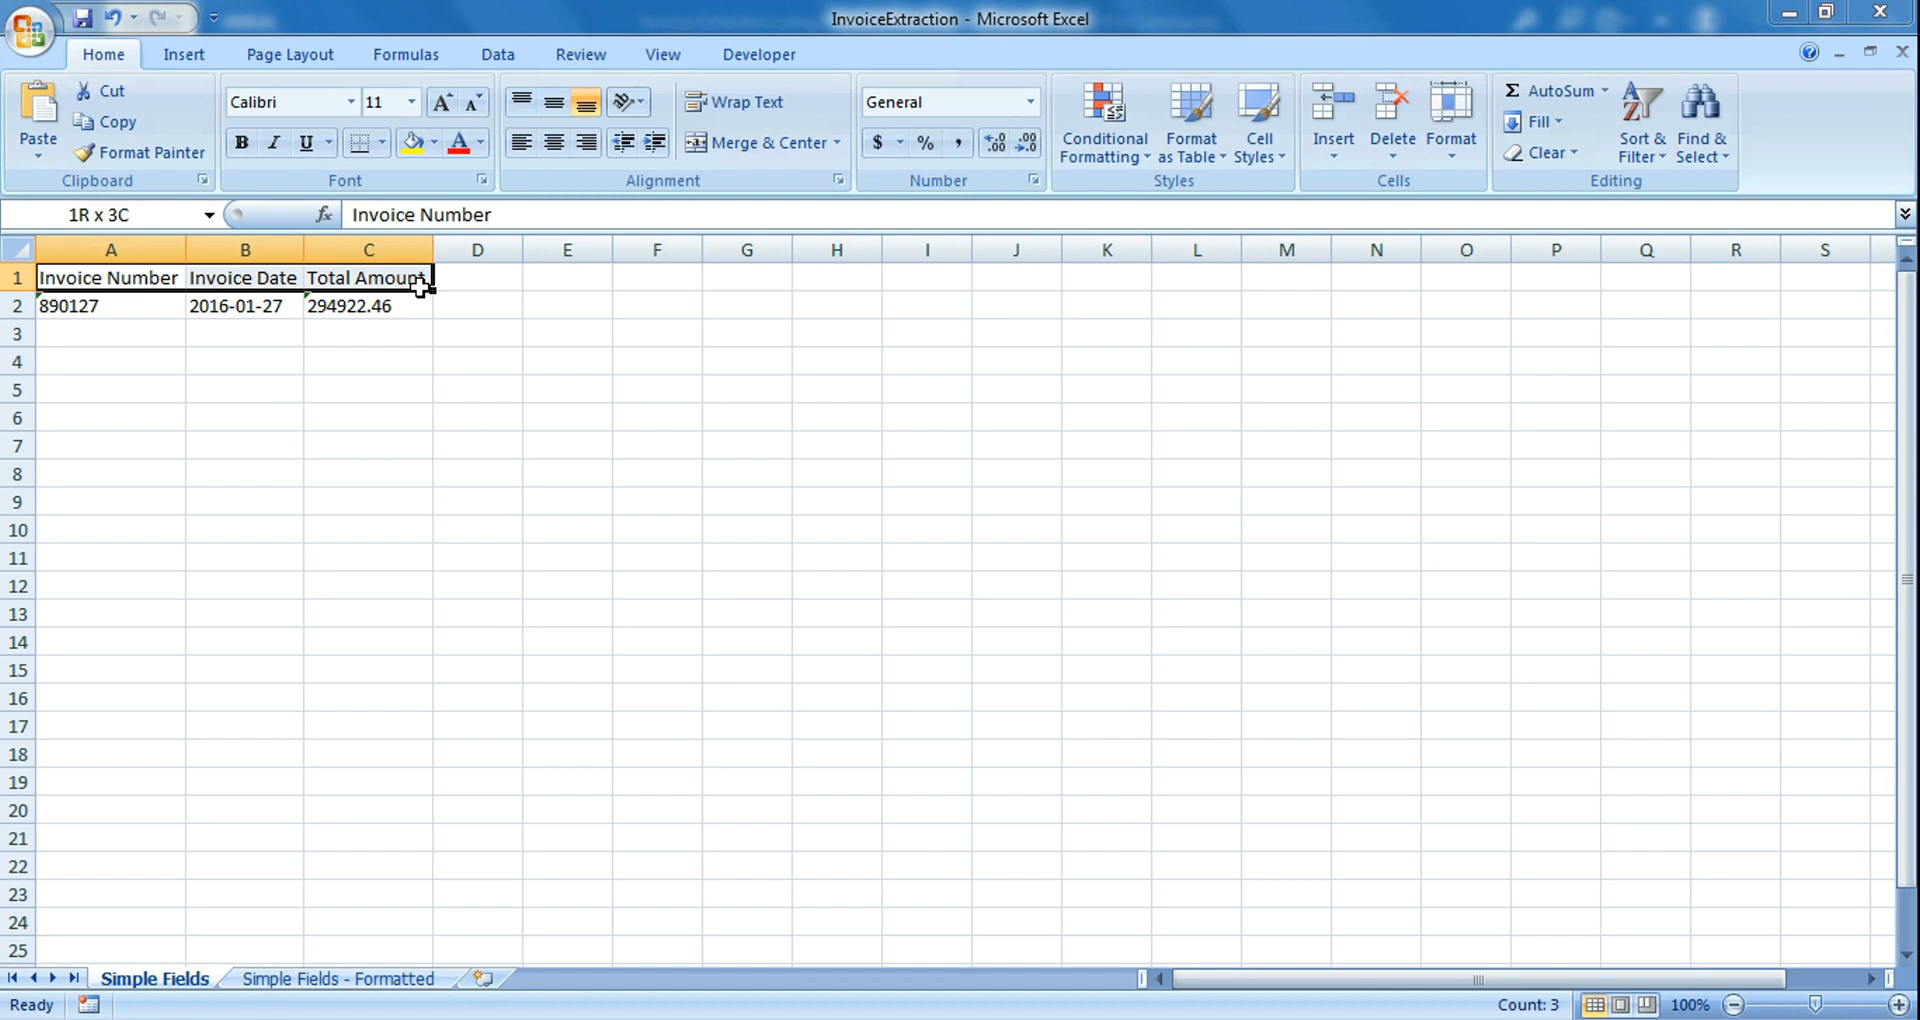 InvoiceExtraction - Microsoft Excel
Home Insert Page Layout Formulas Data Review View Developer
Paste
Cut
Copy
Format Painter
Clipboard
Calibri 11
B I U
Font
Wrap Text
Merge & Center
Alignment
General
$ % ,
Number
Conditional Formatting
Format as Table
Cell Styles
Styles
Insert
Delete
Format
Cells
Σ AutoSum
Fill
Clear
Sort & Filter
Find & Select
Editing
1R x 3C fx Invoice Number
A B C D E F G H I J K L M N O P Q R S
1 Invoice Number Invoice Date Total Amount
2 890127 2016-01-27 294922.46
3
4
5
6
7
8
9
10
11
12
13
14
15
16
17
18
19
20
21
22
23
24
25
Simple Fields Simple Fields - Formatted
Ready Count: 3 100%